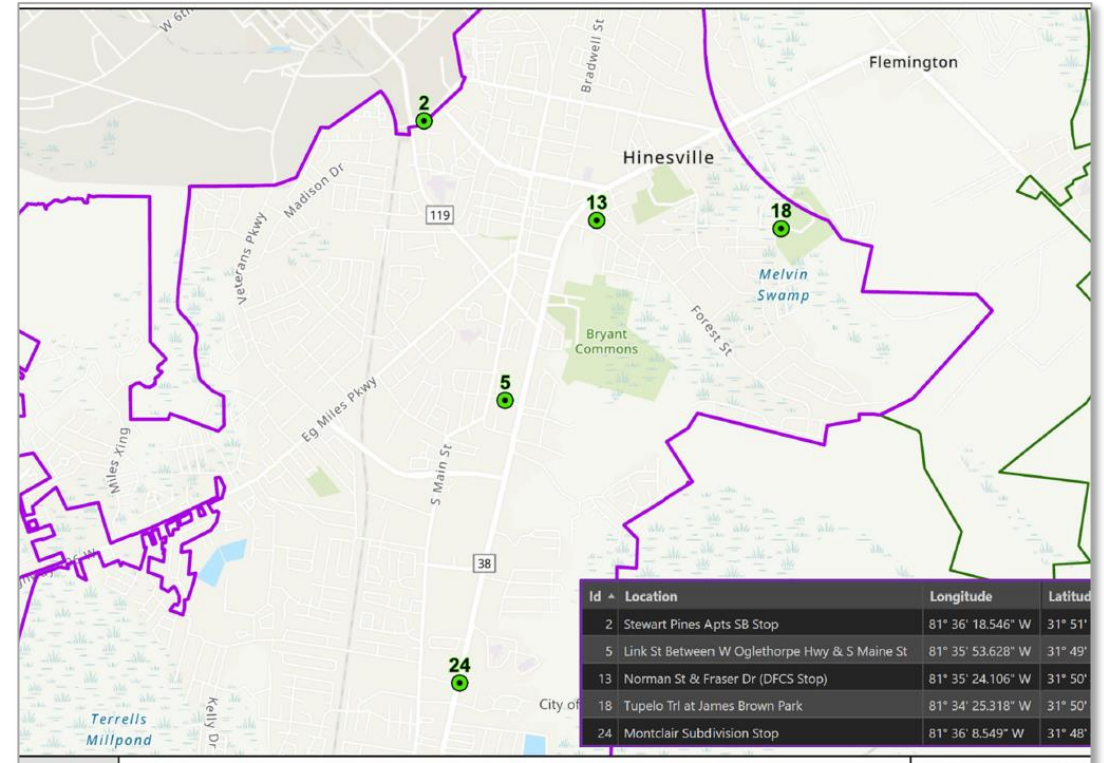 W 6th
Bradwell St
Flemington
2
Hinesville
Madison Dr
13
18
119
Veterans Pkwy
Melvin
Swamp
Forest St
Bryant
Commons
5
Eg Miles Pkwy
Miles Xing
S Main St
38
24
City of
Kelly Dr
Terrells
Millpond
Id Location Longitude Latitud
2 Stewart Pines Apts SB Stop 81° 36' 18.546" W 31° 51'
5 Link St Between W Oglethorpe Hwy & S Maine St 81° 35' 53.628" W 31° 49'
13 Norman St & Fraser Dr (DFCS Stop) 81° 35' 24.106" W 31° 50'
18 Tupelo Trl at James Brown Park 81° 34' 25.318" W 31° 50'
24 Montclair Subdivision Stop 81° 36' 8.549" W 31° 48'